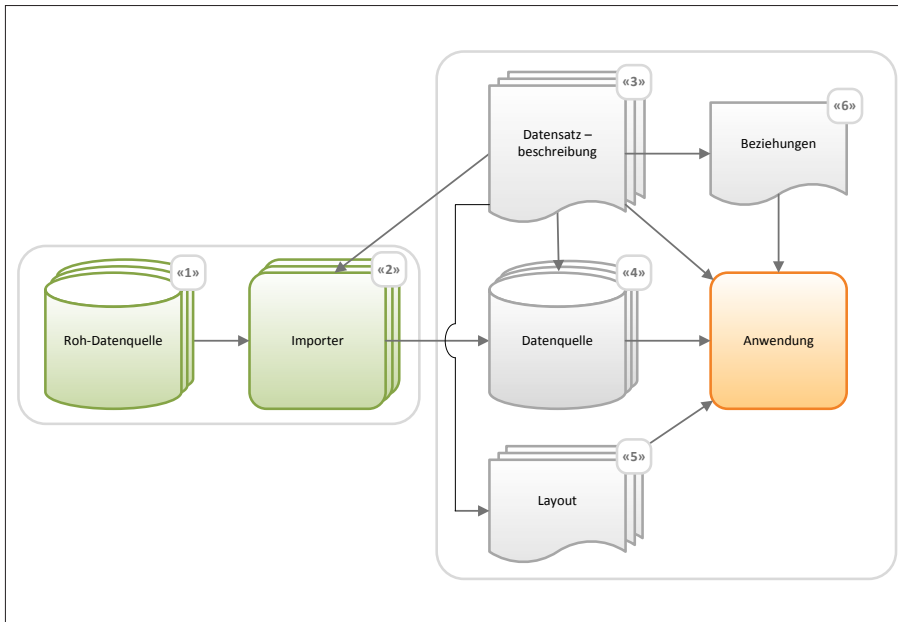 «3»
Datensatz –
beschreibung
«6»
Beziehungen
«1»
Roh-Datenquelle
«2»
Importer
«4»
Datenquelle
Anwendung
«5»
Layout